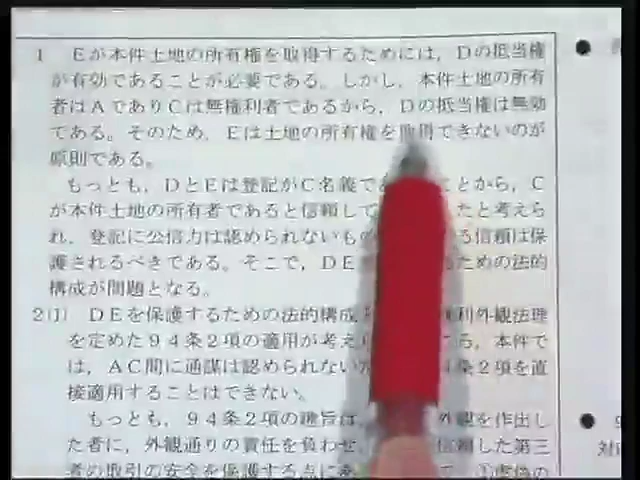 1 Eが本件土地の所有権を取得するためには，Dの抵当権
が有効であることが必要である。しかし，本件土地の所有
者はAでありCは無権利者であるから，Dの抵当権は無効
である。そのため，Eは土地の所有権を取得できないのが
原則である。
もっとも，DとEは登記がC名義で ことから，C
が本件土地の所有者であると信頼して たと考えら
れ，登記に公信力は認められないも る信頼は保
護されるべきである。そこで，DE ための法的
構成が問題となる。
2(1) DEを保護するための法的構成 利外観法理
を定めた94条2項の適用が考え ，本件で
は，AC間に通謀は認められない 条2項を直
接適用することはできない。
もっとも，94条2項の趣旨は， 外観を作出し
た者に，外観通りの責任を負わせ， 信頼した第三
者の取引の安全を保護する点に ，①虚偽の
対